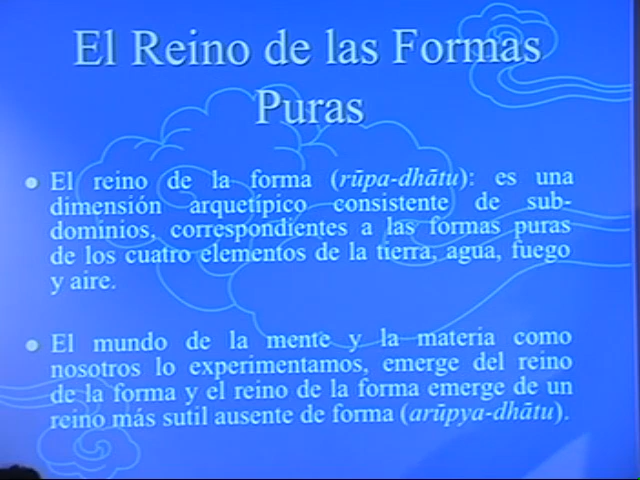 El Reino de las Formas
Puras
El reino de la forma (rūpa-dhātu): es una
dimensión arquetípico consistente de sub-
dominios, correspondientes a las formas puras
de los cuatro elementos de la tierra, agua, fuego
y aire.
El mundo de la mente y la materia como
nosotros lo experimentamos, emerge del reino
de la forma y el reino de la forma emerge de un
reino más sutil ausente de forma (arūpya-dhātu).